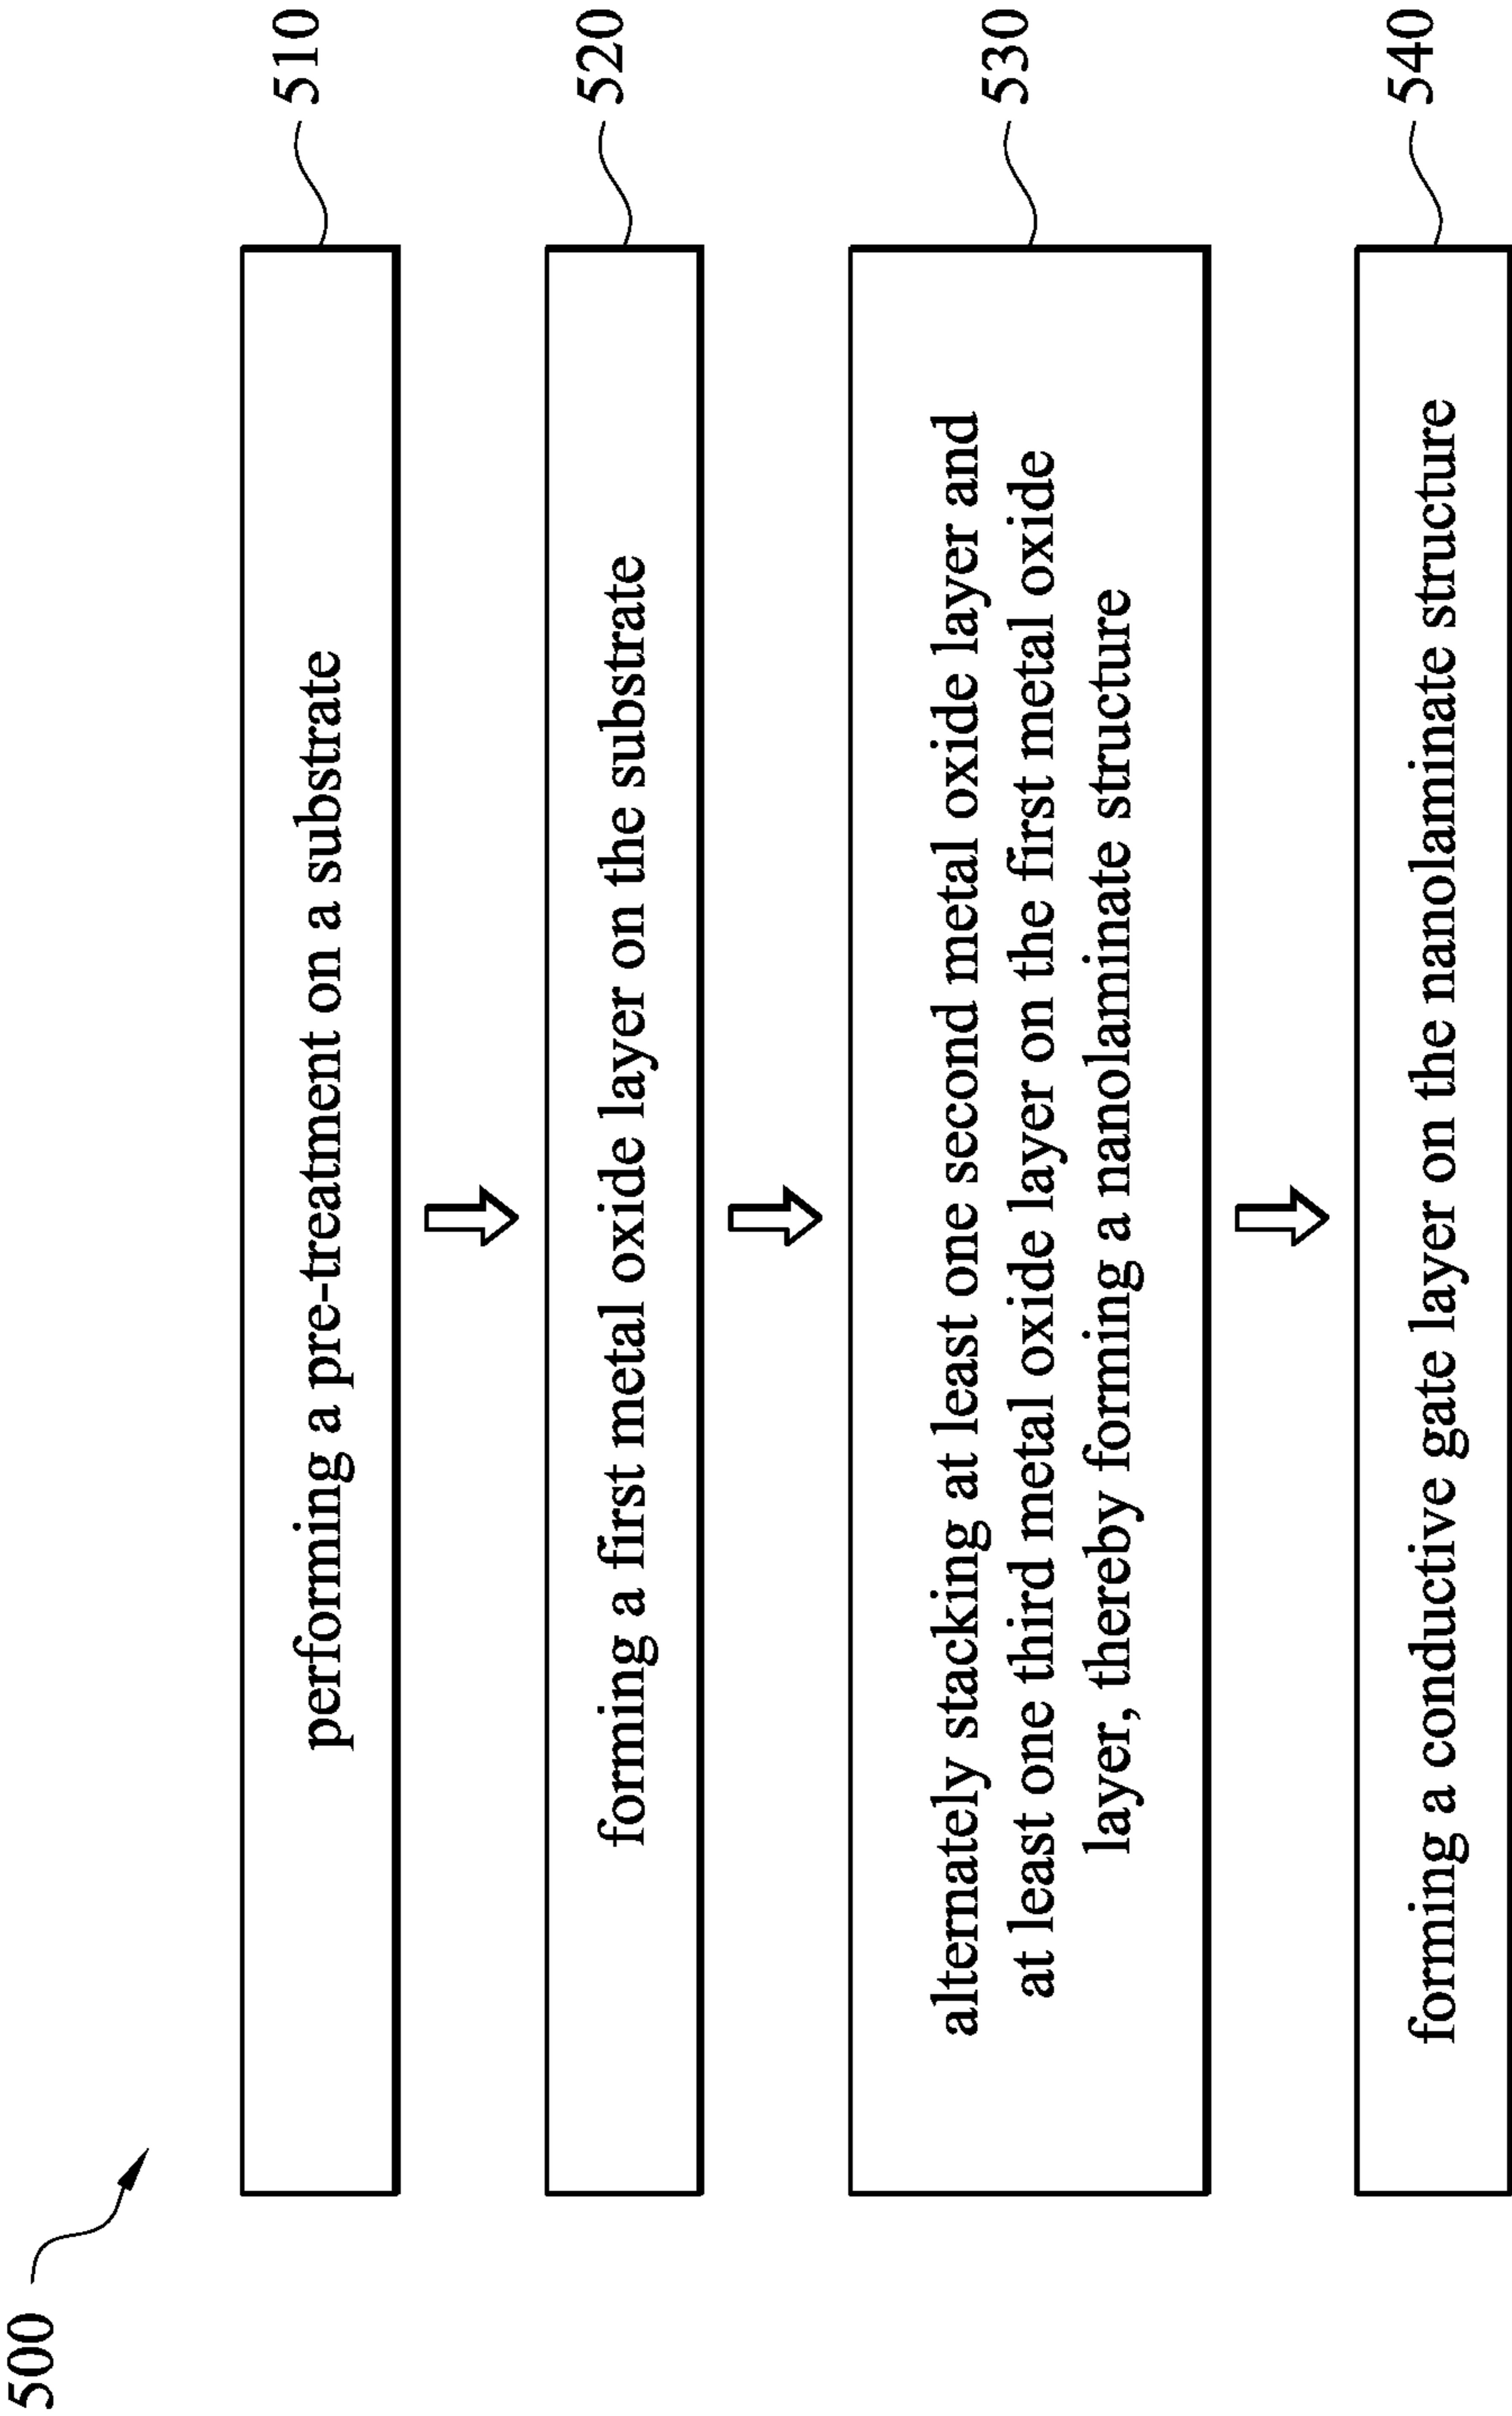 500
performing a pre-treatment on a substrate
510
forming a first metal oxide layer on the substrate
520
alternately stacking at least one second metal oxide layer and
at least one third metal oxide layer on the first metal oxide
layer, thereby forming a nanolaminate structure
530
forming a conductive gate layer on the nanolaminate structure
540